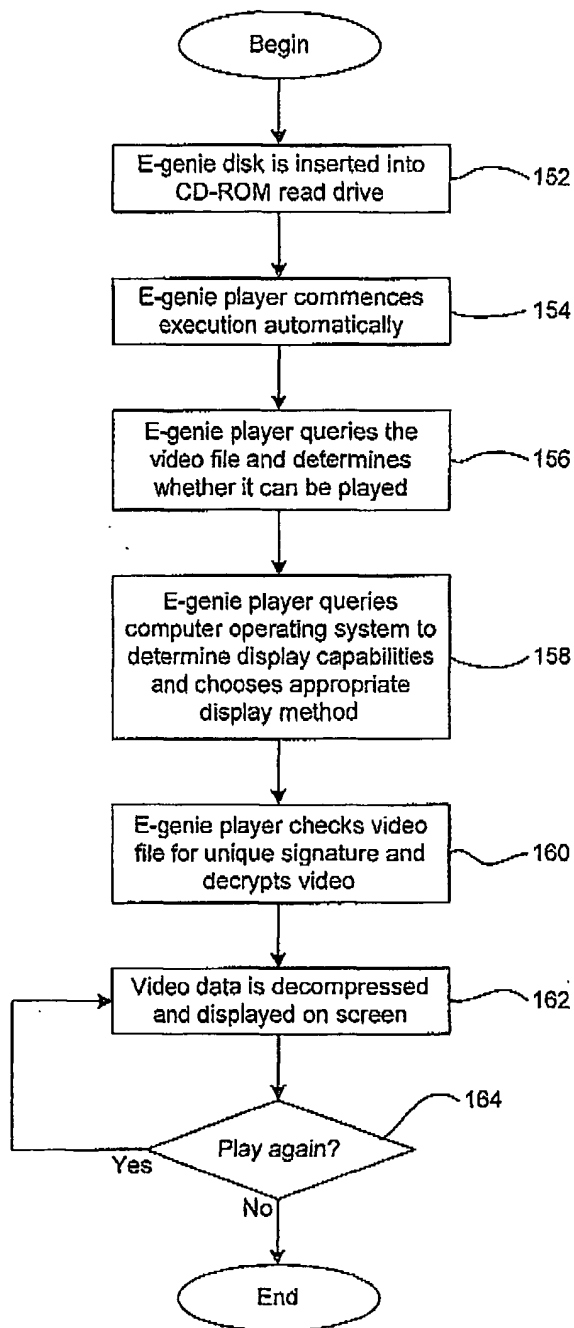 Begin
E-genie disk is inserted into
CD-ROM read drive
152
E-genie player commences
execution automatically
154
E-genie player queries the
video file and determines
whether it can be played
156
E-genie player queries
computer operating system to
determine display capabilities
and chooses appropriate
display method
158
E-genie player checks video
file for unique signature and
decrypts video
160
Video data is decompressed
and displayed on screen
162
164
Play again?
Yes
No
End